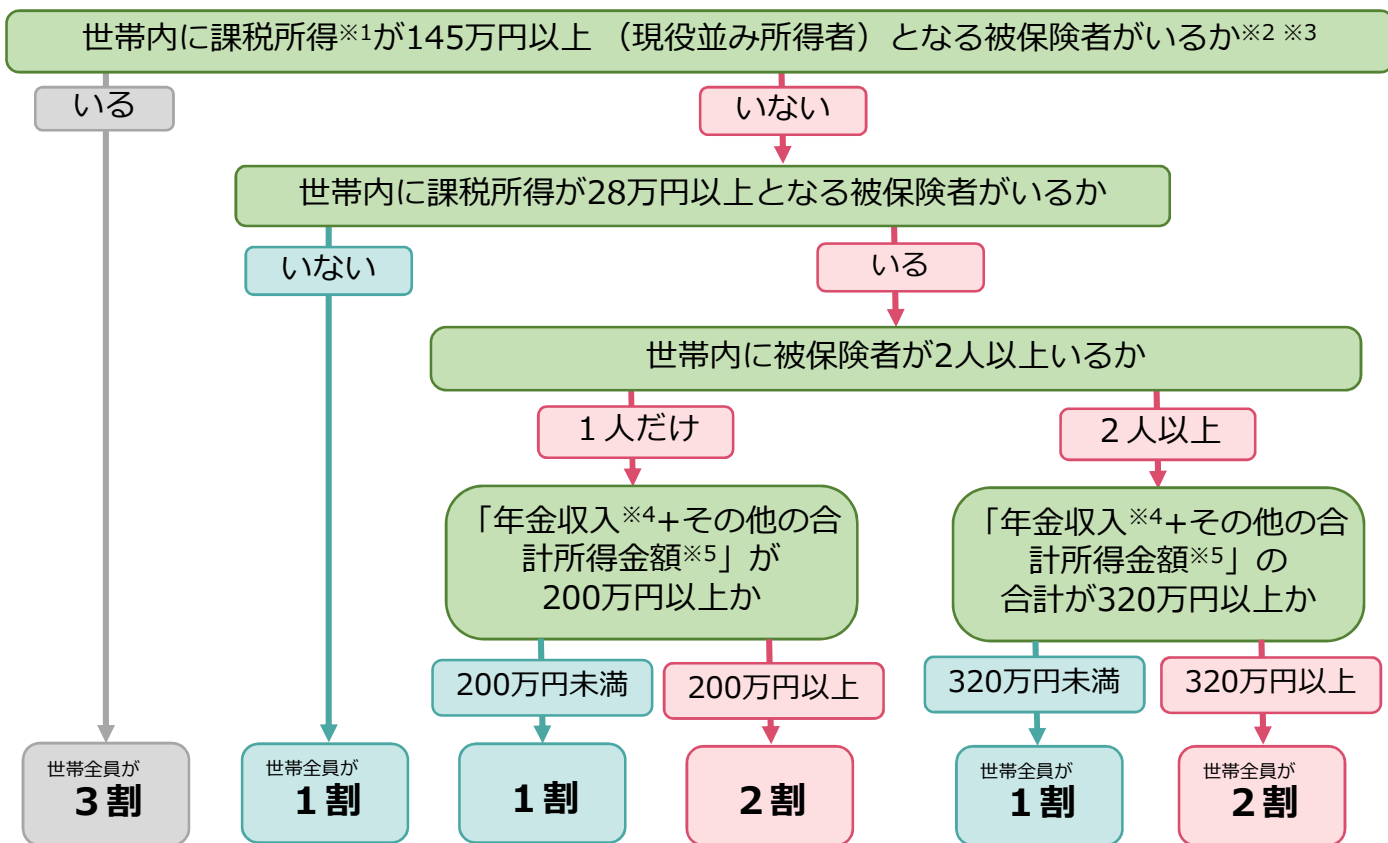 世帯内に課税所得※1が145万円以上 （現役並み所得者）となる被保険者がいるか※2 ※3
いる
いない
世帯内に課税所得が28万円以上となる被保険者がいるか
いない
いる
世帯内に被保険者が2人以上いるか
１人だけ
２人以上
「年金収入※4+その他の合
計所得金額※5」が
200万円以上か
「年金収入※4+その他の合
計所得金額※5」の
合計が320万円以上か
200万円未満
200万円以上
320万円未満
320万円以上
世帯全員が
３割
世帯全員が
１割
１割
２割
世帯全員が
１割
世帯全員が
２割